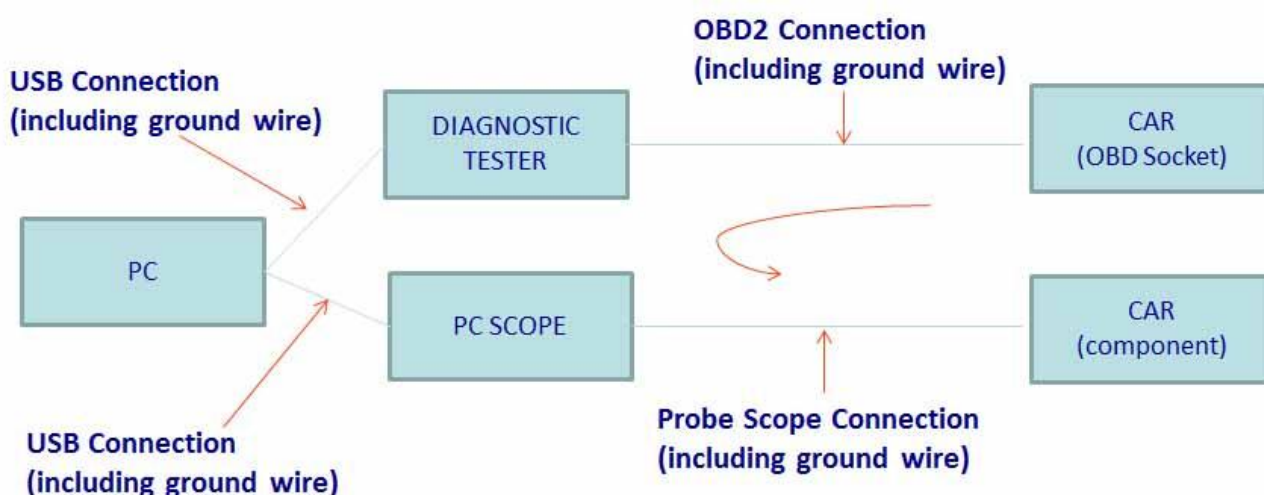 OBD2 Connection
(including ground wire)
USB Connection
(including ground wire)
DIAGNOSTIC
TESTER
CAR
(OBD Socket)
PC
PC SCOPE
CAR
(component)
Probe Scope Connection
(including ground wire)
USB Connection
(including ground wire)